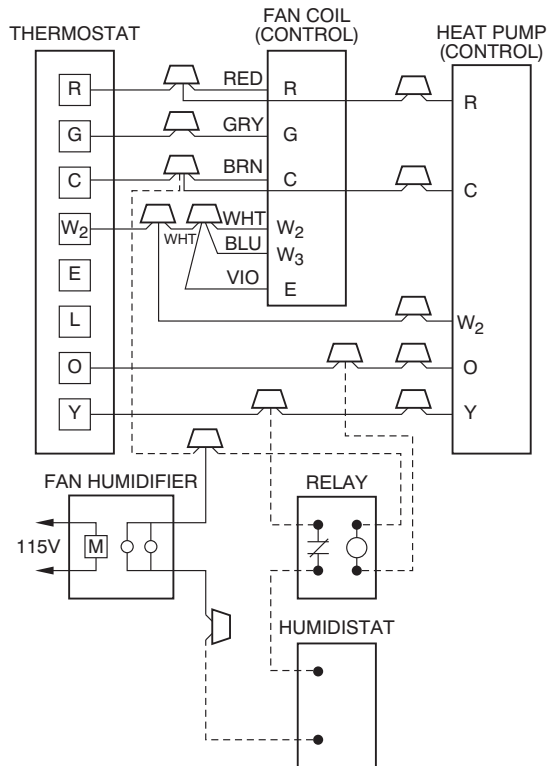 THERMOSTAT
FAN COIL
(CONTROL)
HEAT PUMP
(CONTROL)
R
RED
R
R
G
GRY
G
C
BRN
C
C
W2
WHT
WHT
W2
BLU
W3
E
VIO
E
L
W2
O
O
Y
Y
FAN HUMIDIFIER
RELAY
115V
M
HUMIDISTAT